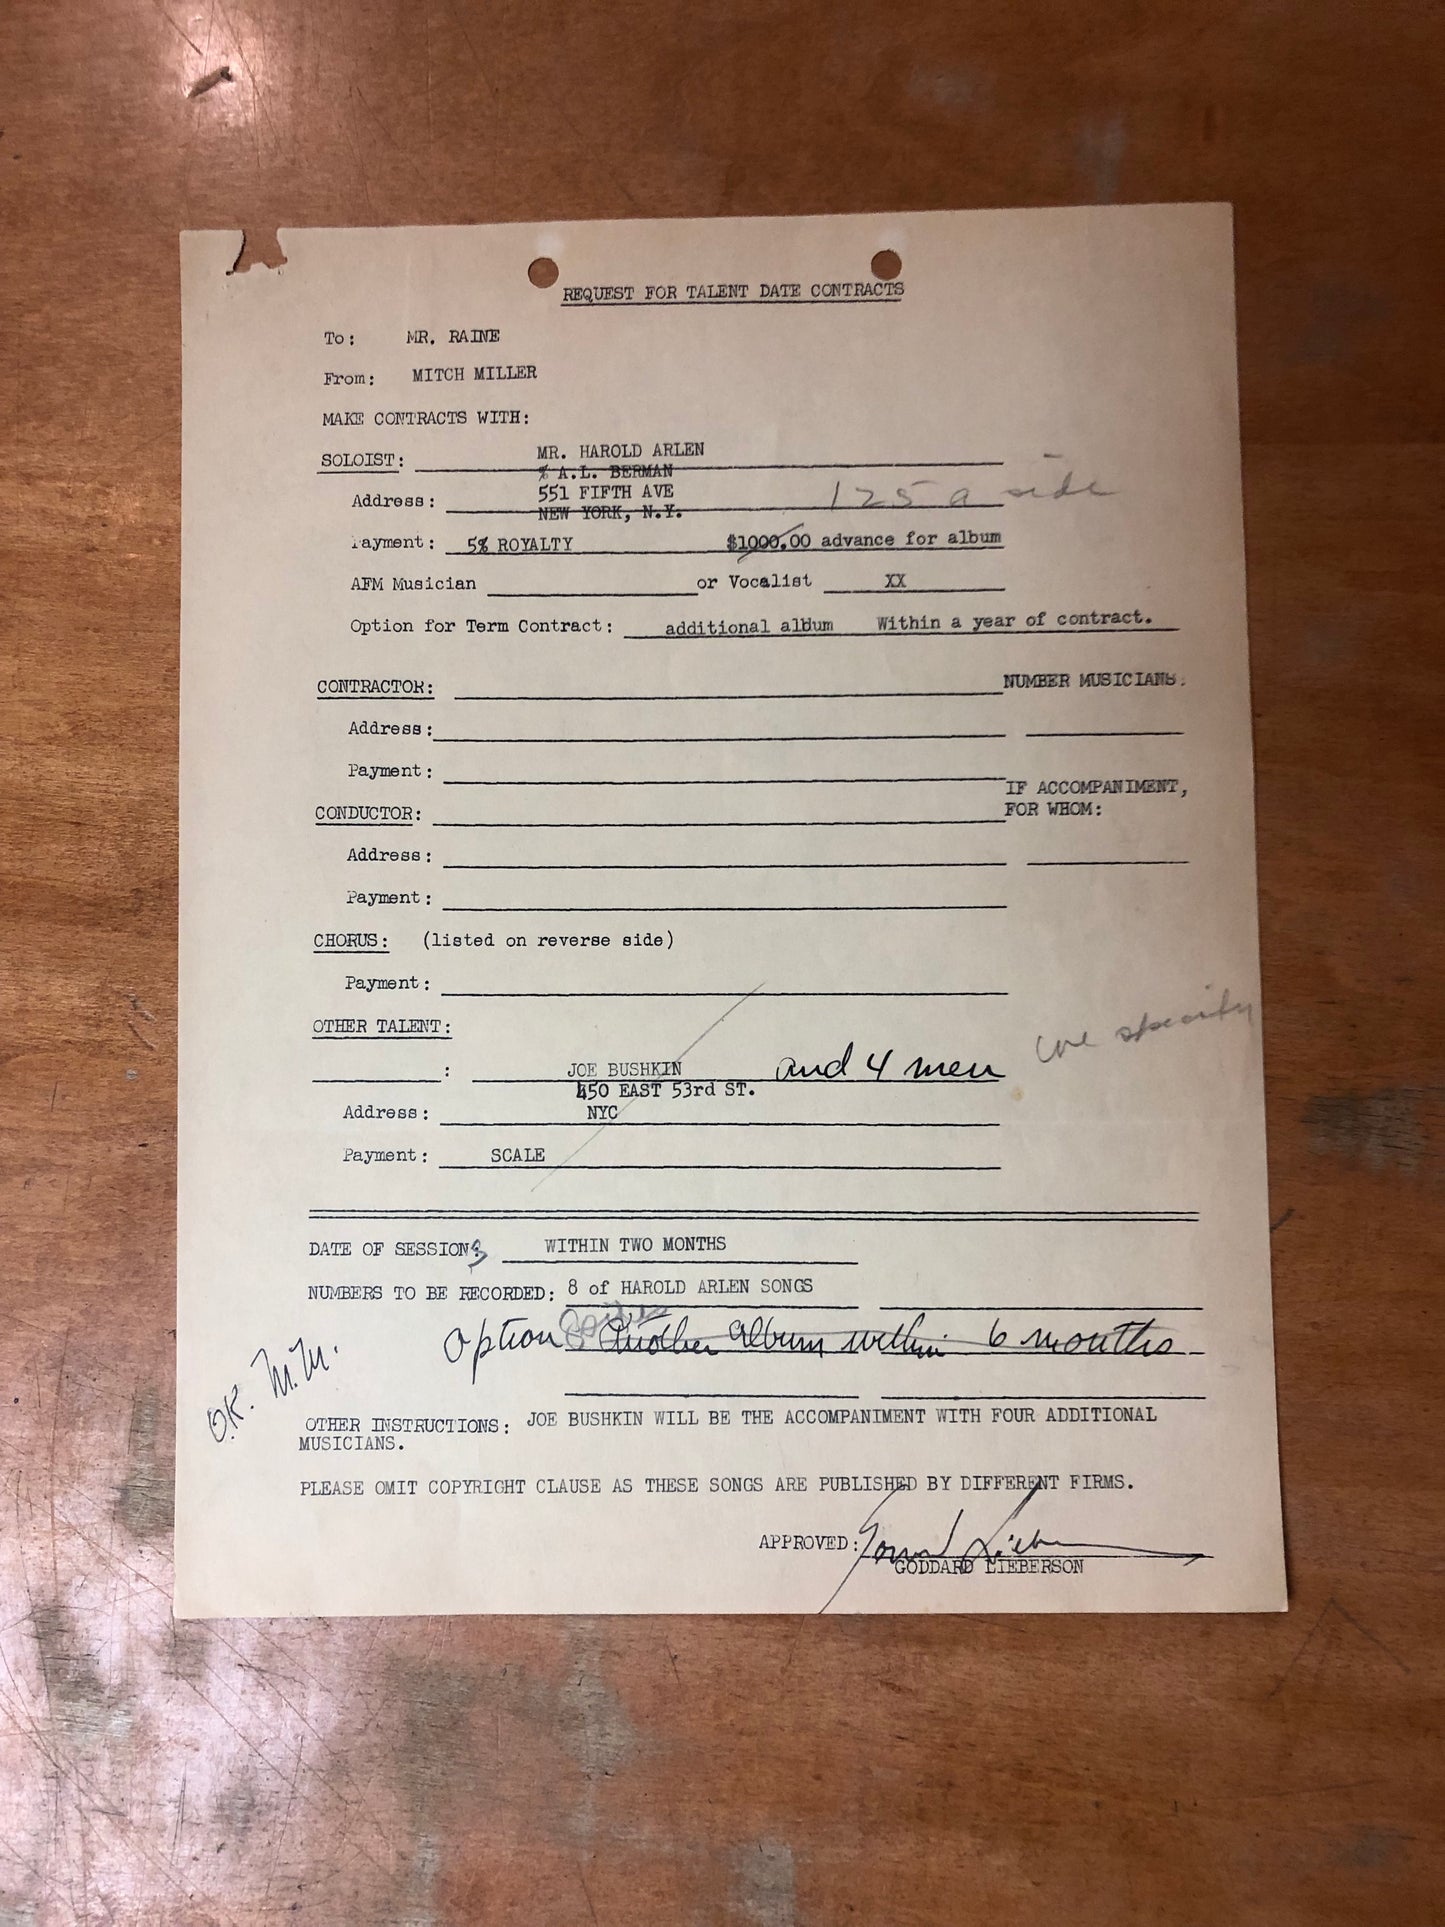 REQUEST FOR TALENT DATE CONTRACTS
To: MR. RAINE
From: MITCH MILLER
MAKE CONTRACTS WITH:
SOLOIST: MR. HAROLD ARLEN
% A.L. BERMAN
Address: 551 FIFTH AVE 125 a side
NEW YORK, N.Y.
Payment: 5% ROYALTY $1000.00 advance for album
AFM Musician or Vocalist XX
Option for Term Contract: additional album Within a year of contract.
CONTRACTOR: NUMBER MUSICIANS:
Address:
Payment:
IF ACCOMPANIMENT,
CONDUCTOR: FOR WHOM:
Address:
Payment:
CHORUS: (listed on reverse side)
Payment:
OTHER TALENT:
: JOE BUSHKIN and 4 men
450 EAST 53rd ST.
Address: NYC
Payment: SCALE
DATE OF SESSIONS WITHIN TWO MONTHS
NUMBERS TO BE RECORDED: 8 of HAROLD ARLEN SONGS
Option Another album within 6 months
O.K. M.M.
OTHER INSTRUCTIONS: JOE BUSHKIN WILL BE THE ACCOMPANIMENT WITH FOUR ADDITIONAL
MUSICIANS.
PLEASE OMIT COPYRIGHT CLAUSE AS THESE SONGS ARE PUBLISHED BY DIFFERENT FIRMS.
APPROVED: Goddard Lieberson
GODDARD LIEBERSON